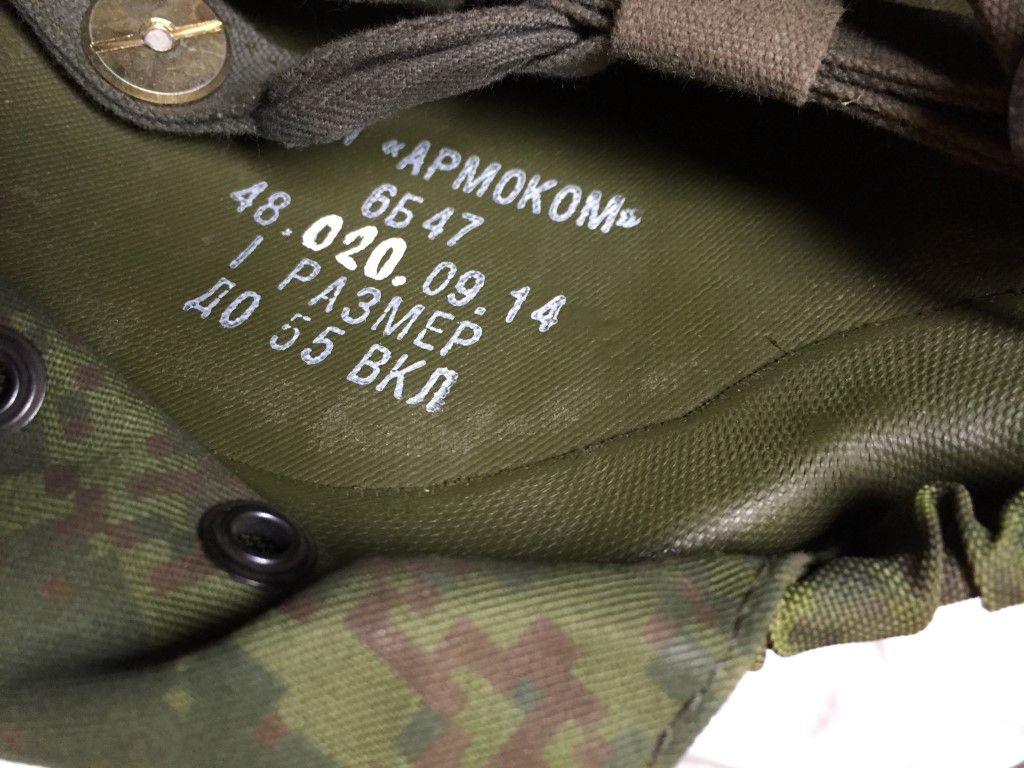 «АРМОКОМ»
6Б47
48.020.09.14
I РАЗМЕР
ДО 55 ВКЛ